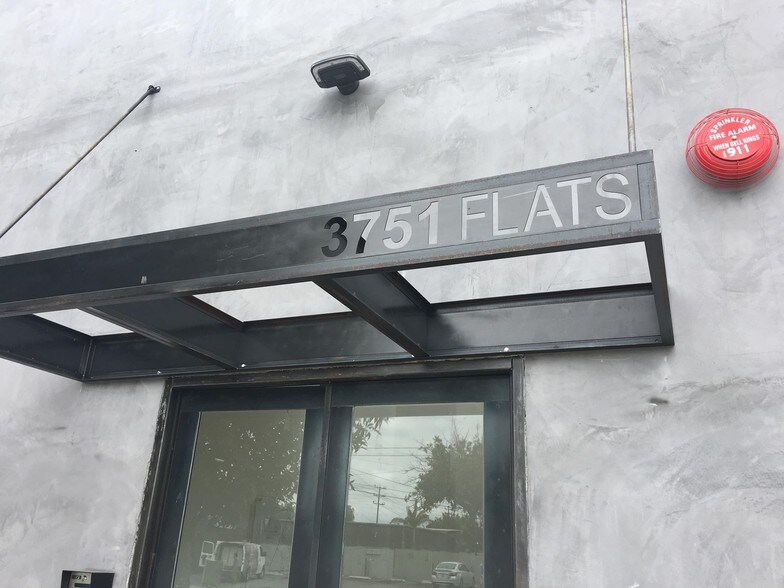 3751 FLATS
SPRINKLER
FIRE ALARM
WHEN BELL RINGS
911